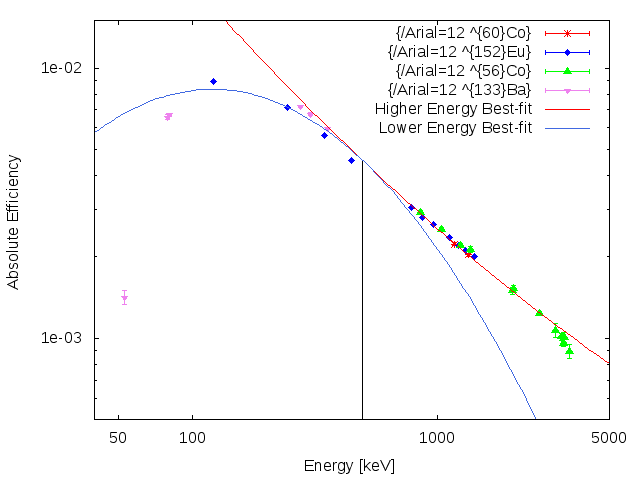 {/Arial=12 ^{60}Co}
{/Arial=12 ^{152}Eu}
{/Arial=12 ^{56}Co}
{/Arial=12 ^{133}Ba}
Higher Energy Best-fit
Lower Energy Best-fit
1e-02
1e-03
Absolute Efficiency
50
100
1000
5000
Energy [keV]